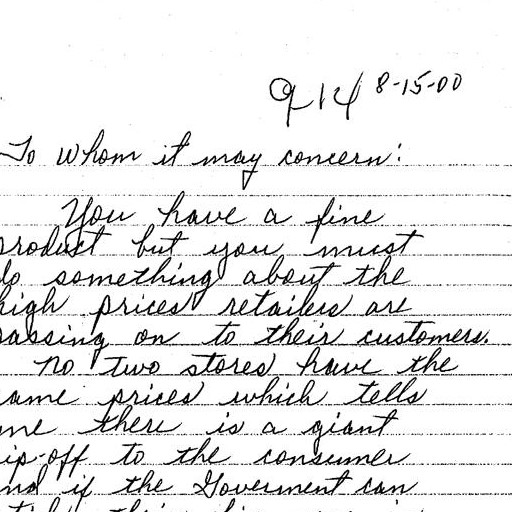 914 8-15-00
To whom it may concern:
You have a fine
product but you must
do something about the
high prices retailers are
passing on to their customers.
No two stores have the
same prices which tells
me there is a giant
rip-off to the consumer
and if the Goverment can